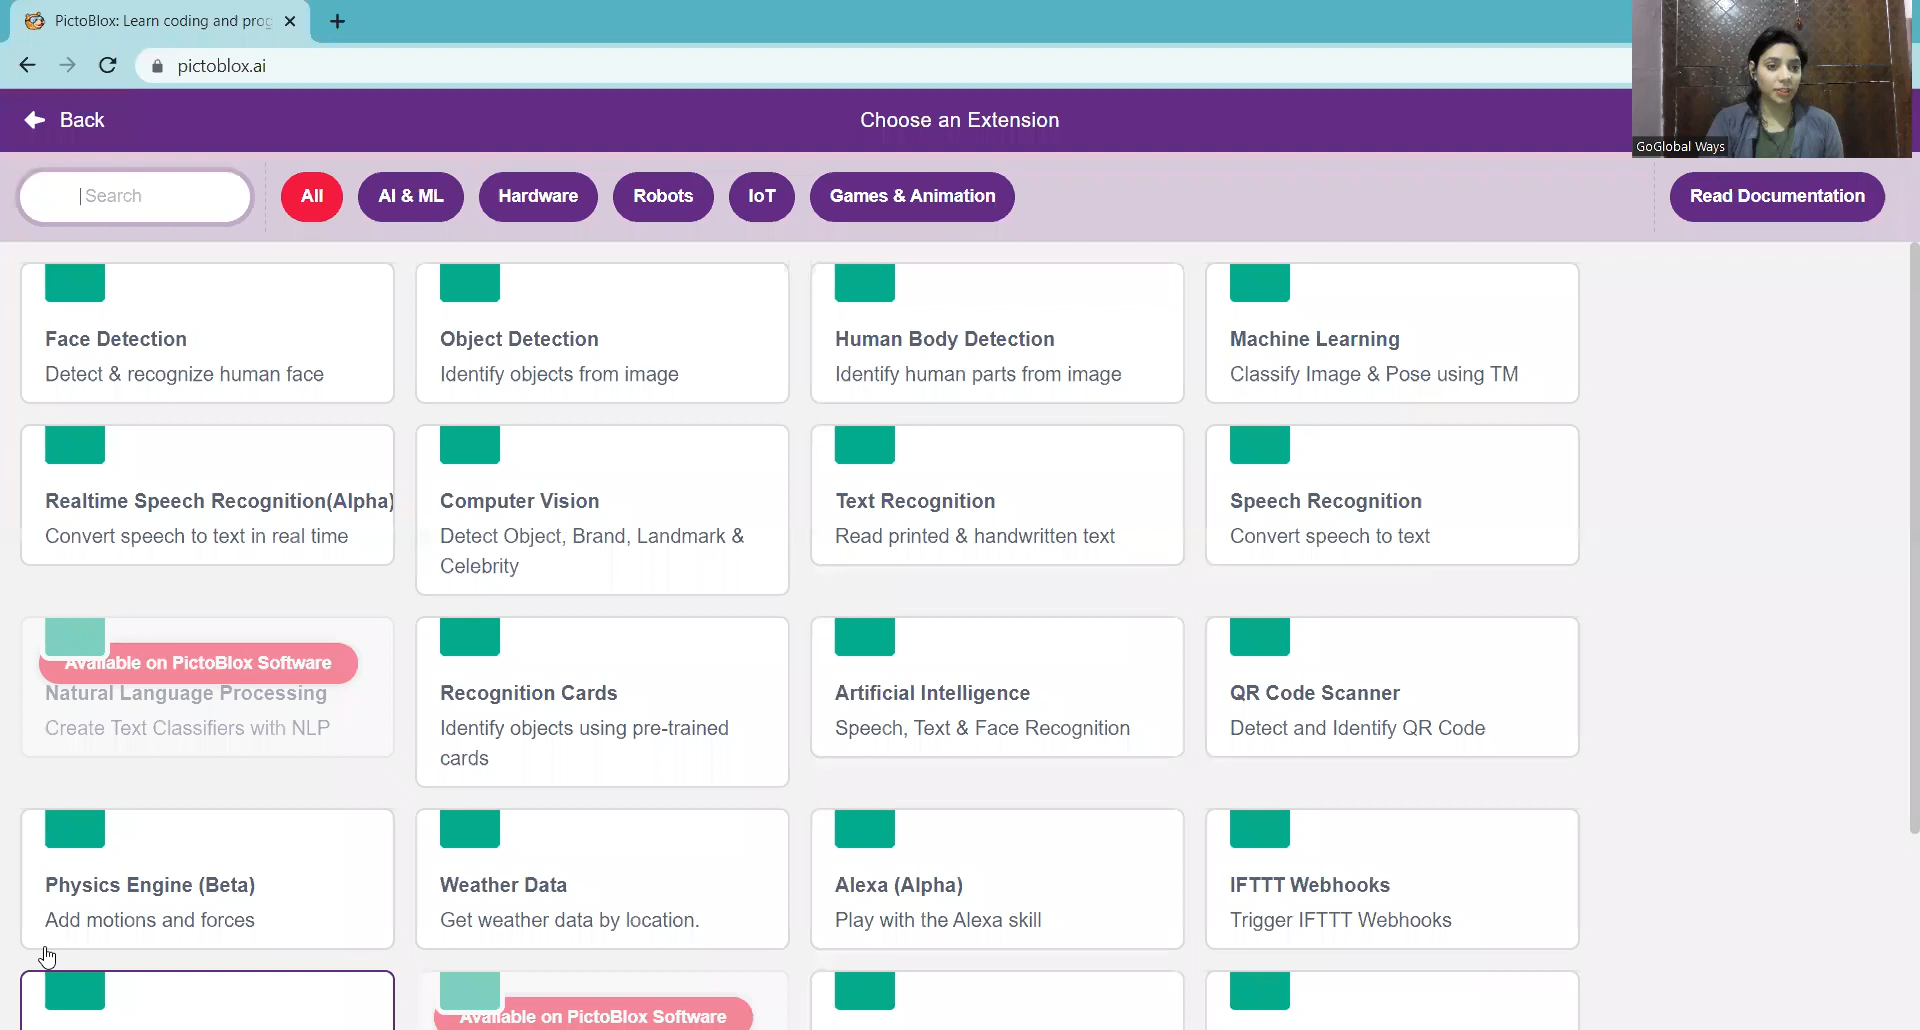 PictoBlox: Learn coding and prog
pictoblox.ai
GoGlobal Ways
Back
Choose an Extension
Search
All
AI & ML
Hardware
Robots
IoT
Games & Animation
Read Documentation
Face Detection
Detect & recognize human face
Object Detection
Identify objects from image
Human Body Detection
Identify human parts from image
Machine Learning
Classify Image & Pose using TM
Realtime Speech Recognition(Alpha)
Convert speech to text in real time
Computer Vision
Detect Object, Brand, Landmark &
Celebrity
Text Recognition
Read printed & handwritten text
Speech Recognition
Convert speech to text
Available on PictoBlox Software
Natural Language Processing
Create Text Classifiers with NLP
Recognition Cards
Identify objects using pre-trained
cards
Artificial Intelligence
Speech, Text & Face Recognition
QR Code Scanner
Detect and Identify QR Code
Physics Engine (Beta)
Add motions and forces
Weather Data
Get weather data by location.
Alexa (Alpha)
Play with the Alexa skill
IFTTT Webhooks
Trigger IFTTT Webhooks
Available on PictoBlox Software